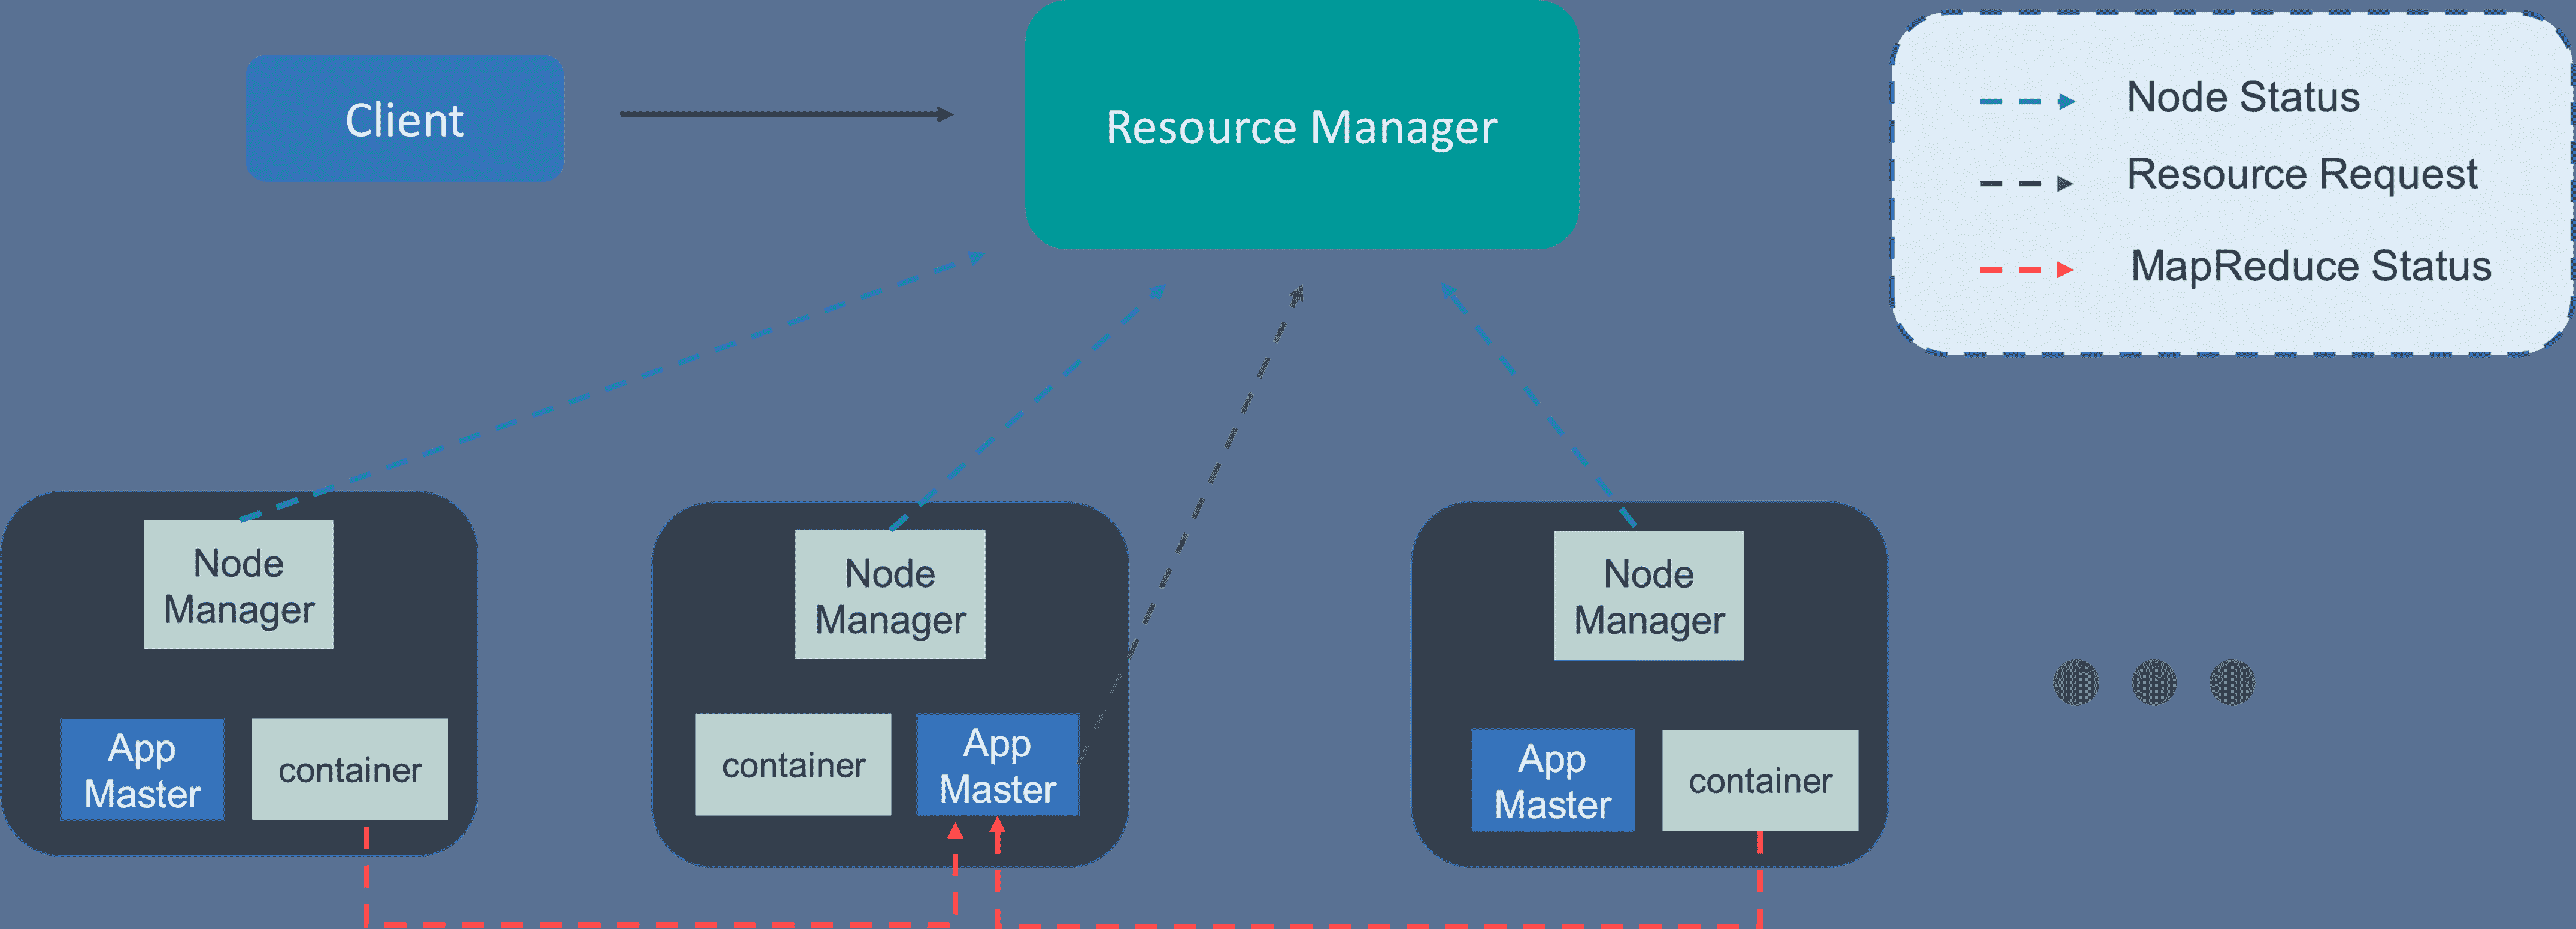 Client
Resource Manager
Node Status
Resource Request
MapReduce Status
Node
Manager
App
Master
container
Node
Manager
container
App
Master
Node
Manager
App
Master
container